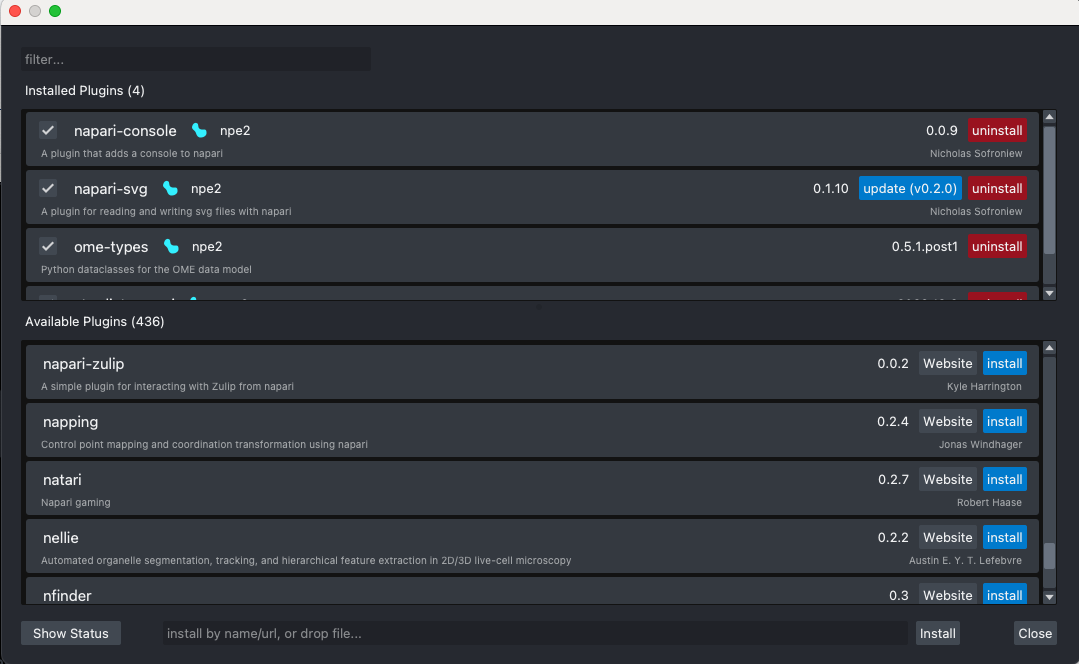 filter...
Installed Plugins (4)
napari-console npe2 0.0.9 uninstall
A plugin that adds a console to napari Nicholas Sofroniew
napari-svg npe2 0.1.10 update (v0.2.0) uninstall
A plugin for reading and writing svg files with napari Nicholas Sofroniew
ome-types npe2 0.5.1.post1 uninstall
Python dataclasses for the OME data model
Available Plugins (436)
napari-zulip 0.0.2 Website install
A simple plugin for interacting with Zulip from napari Kyle Harrington
napping 0.2.4 Website install
Control point mapping and coordination transformation using napari Jonas Windhager
natari 0.2.7 Website install
Napari gaming Robert Haase
nellie 0.2.2 Website install
Automated organelle segmentation, tracking, and hierarchical feature extraction in 2D/3D live-cell microscopy Austin E. Y. T. Lefebvre
nfinder 0.3 Website install
Show Status install by name/url, or drop file... Install Close